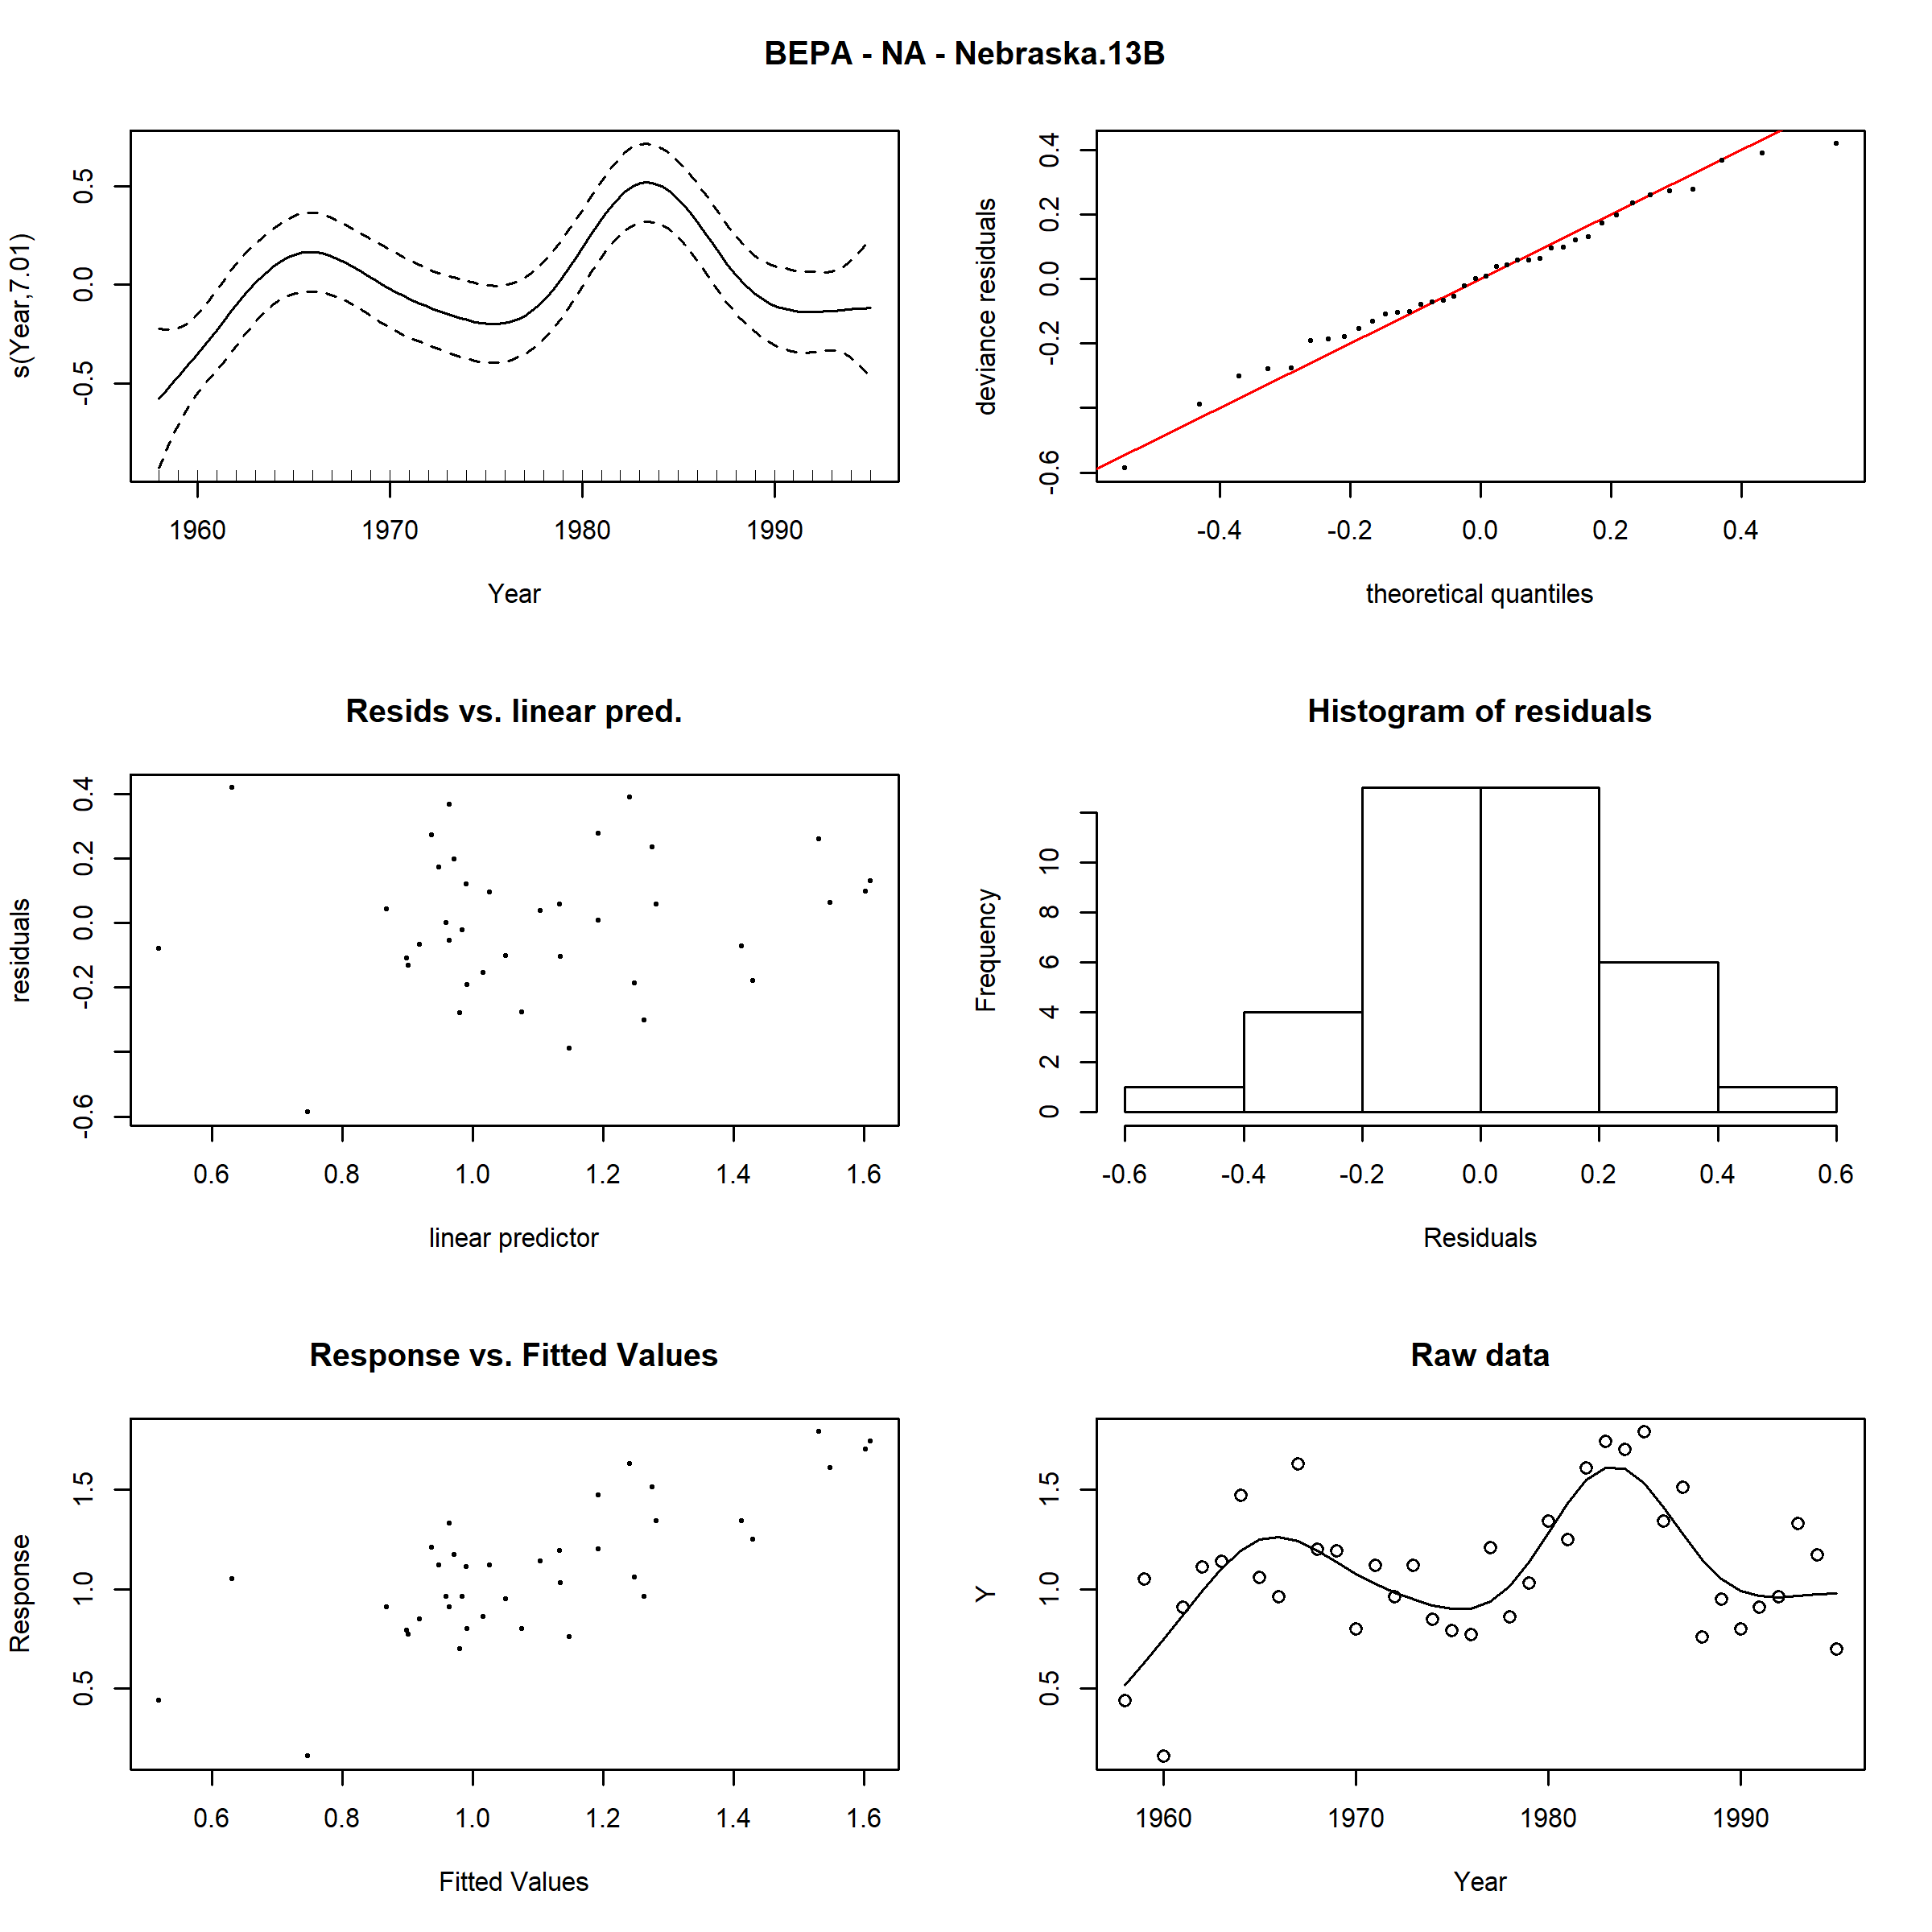 BEPA - NA - Nebraska.13B
s(Year,7.01)
0.5
0.0
-0.5
1960 1970 1980 1990
Year
deviance residuals
0.4
0.2
0.0
-0.2
-0.6
-0.4 -0.2 0.0 0.2 0.4
theoretical quantiles
Resids vs. linear pred.
residuals
0.4
0.2
0.0
-0.2
-0.6
0.6 0.8 1.0 1.2 1.4 1.6
linear predictor
Histogram of residuals
Frequency
10
8
6
4
2
0
-0.6 -0.4 -0.2 0.0 0.2 0.4 0.6
Residuals
Response vs. Fitted Values
Response
1.5
1.0
0.5
0.6 0.8 1.0 1.2 1.4 1.6
Fitted Values
Raw data
Y
1.5
1.0
0.5
1960 1970 1980 1990
Year